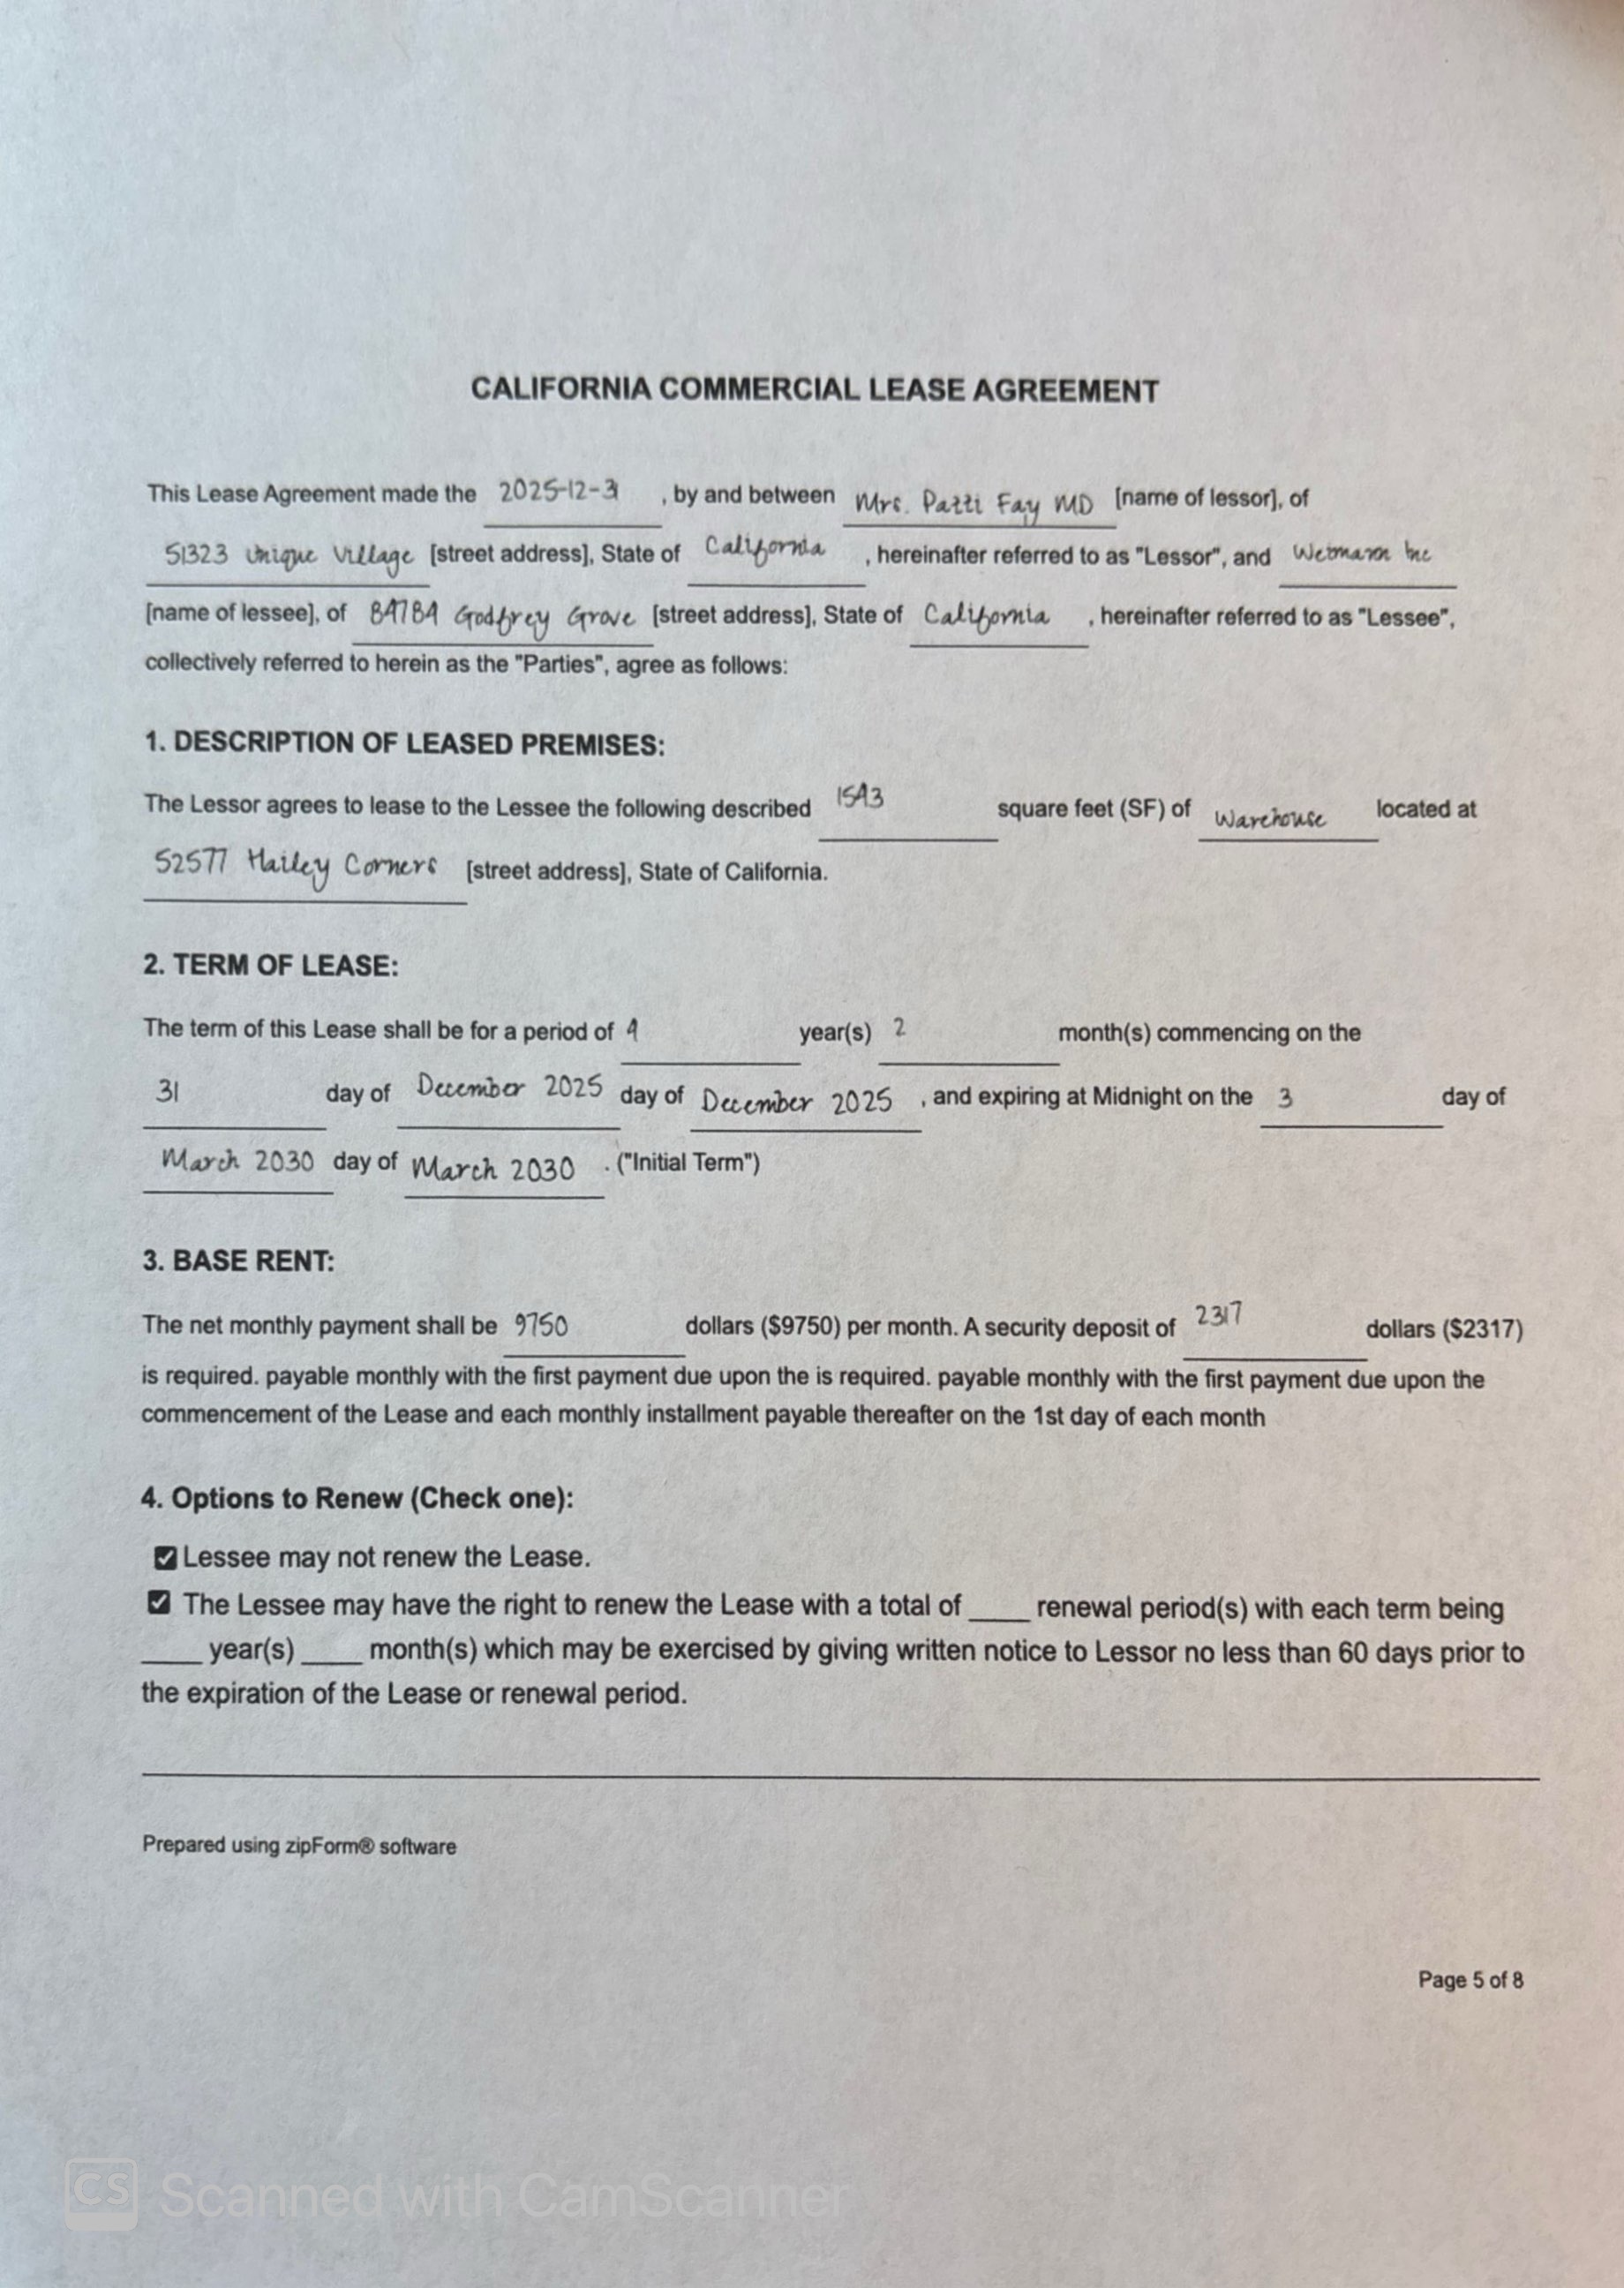 CALIFORNIA COMMERCIAL LEASE AGREEMENT
This Lease Agreement made the 2025-12-31 , by and between Mrs. Patti Fay MD [name of lessor], of
51323 Unique Village [street address], State of California , hereinafter referred to as "Lessor", and Inc
[name of lessee], of 84784 Godfrey Grove [street address], State of California , hereinafter referred to as "Lessee",
collectively referred to herein as the "Parties", agree as follows:
1. DESCRIPTION OF LEASED PREMISES:
The Lessor agrees to lease to the Lessee the following described 1543 square feet (SF) of Warehouse located at
52577 Hailey Corners [street address], State of California.
2. TERM OF LEASE:
The term of this Lease shall be for a period of 4 year(s) 2 month(s) commencing on the
31 day of December 2025 day of December 2025 , and expiring at Midnight on the 3 day of
March 2030 day of March 2030 . ("Initial Term")
3. BASE RENT:
The net monthly payment shall be 9750 dollars ($9750) per month. A security deposit of 2317 dollars ($2317)
is required. payable monthly with the first payment due upon the is required. payable monthly with the first payment due upon the
commencement of the Lease and each monthly installment payable thereafter on the 1st day of each month
4. Options to Renew (Check one):
Lessee may not renew the Lease.
The Lessee may have the right to renew the Lease with a total of ____ renewal period(s) with each term being
____ year(s) ____ month(s) which may be exercised by giving written notice to Lessor no less than 60 days prior to
the expiration of the Lease or renewal period.
Prepared using zipForm® software
Page 5 of 8
CS Scanned with CamScanner